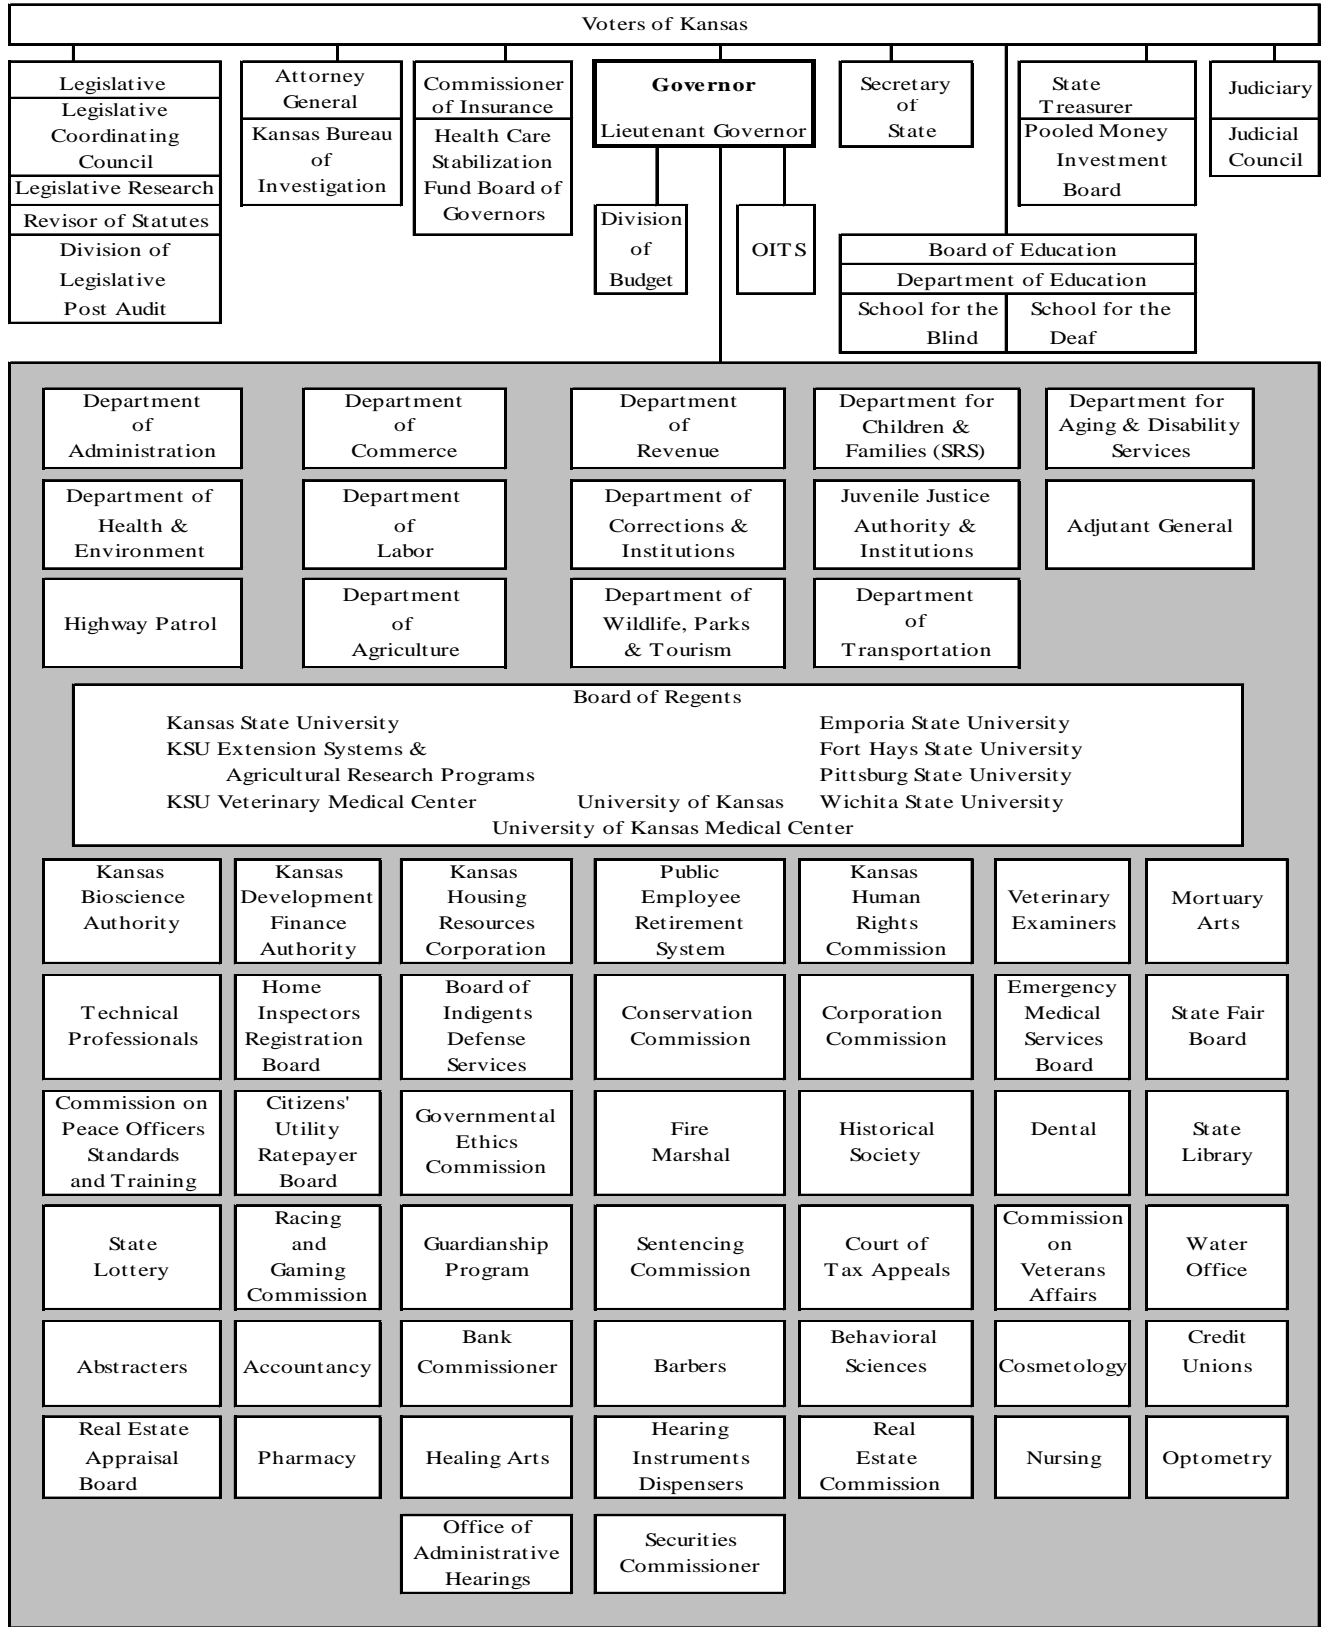 Voters of Kansas
Legislative
Legislative
Coordinating
Council
Legislative Research
Revisor of Statutes
Division of
Legislative
Post Audit
Attorney
General
Kansas Bureau
of
Investigation
Commissioner
of Insurance
Health Care
Stabilization
Fund Board of
Governors
Governor
Lieutenant Governor
Division
of
Budget
OITS
Secretary
of
State
Board of Education
Department of Education
School for the
Blind
School for the
Deaf
State
Treasurer
Pooled Money
Investment
Board
Judiciary
Judicial
Council
Department
of
Administration
Department
of
Commerce
Department
of
Revenue
Department for
Children &
Families (SRS)
Department for
Aging & Disability
Services
Department of
Health &
Environment
Department
of
Labor
Department of
Corrections &
Institutions
Juvenile Justice
Authority &
Institutions
Adjutant General
Highway Patrol
Department
of
Agriculture
Department of
Wildlife, Parks
& Tourism
Department
of
Transportation
Board of Regents
Kansas State University
KSU Extension Systems &
Agricultural Research Programs
KSU Veterinary Medical Center
University of Kansas
Emporia State University
Fort Hays State University
Pittsburg State University
Wichita State University
University of Kansas Medical Center
Kansas
Bioscience
Authority
Kansas
Development
Finance
Authority
Kansas
Housing
Resources
Corporation
Public
Employee
Retirement
System
Kansas
Human
Rights
Commission
Veterinary
Examiners
Mortuary
Arts
Technical
Professionals
Home
Inspectors
Registration
Board
Board of
Indigents
Defense
Services
Conservation
Commission
Corporation
Commission
Emergency
Medical
Services
Board
State Fair
Board
Commission on
Peace Officers
Standards
and Training
Citizens'
Utility
Ratepayer
Board
Governmental
Ethics
Commission
Fire
Marshal
Historical
Society
Dental
State
Library
State
Lottery
Racing
and
Gaming
Commission
Guardianship
Program
Sentencing
Commission
Court of
Tax Appeals
Commission
on
Veterans
Affairs
Water
Office
Abstracters
Accountancy
Bank
Commissioner
Barbers
Behavioral
Sciences
Cosmetology
Credit
Unions
Real Estate
Appraisal
Board
Pharmacy
Healing Arts
Hearing
Instruments
Dispensers
Real
Estate
Commission
Nursing
Optometry
Office of
Administrative
Hearings
Securities
Commissioner